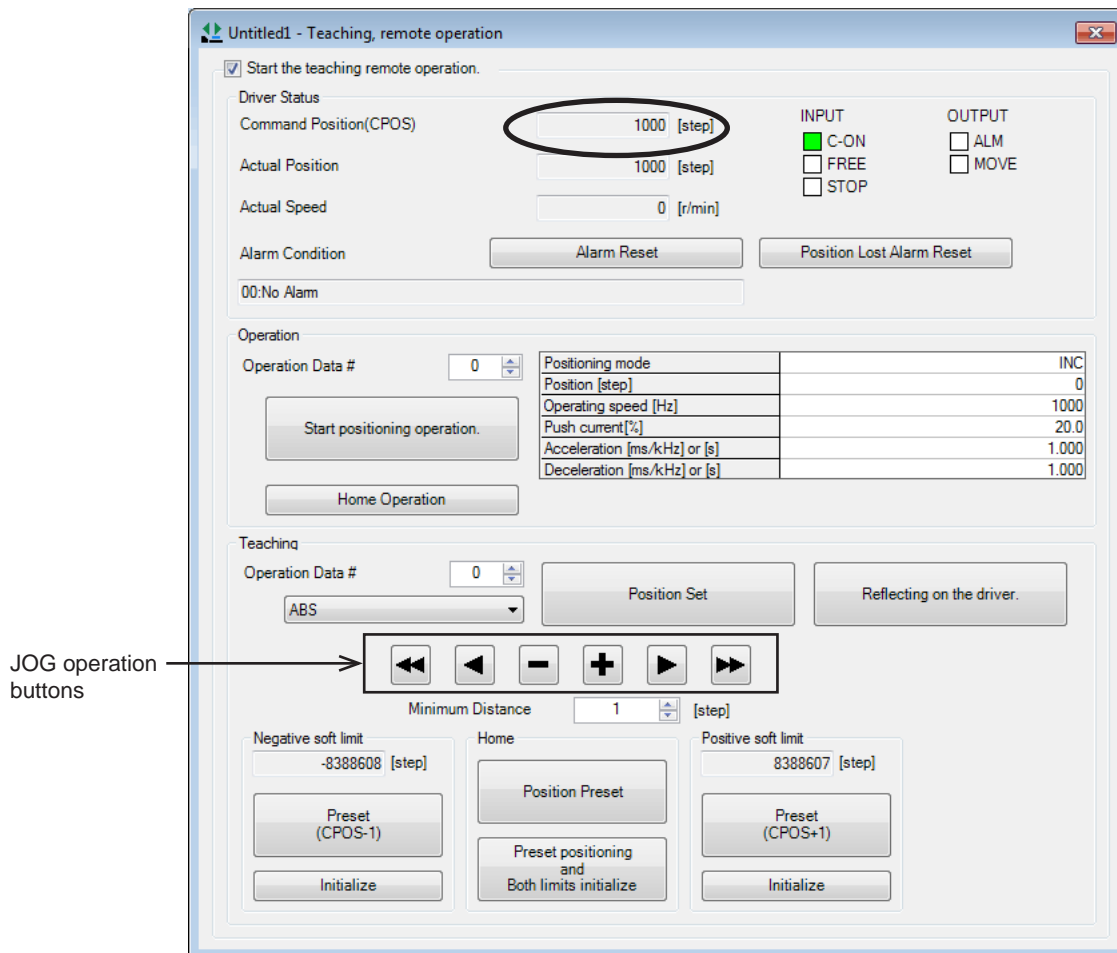 Untitled1 - Teaching, remote operation
Start the teaching remote operation.
Driver Status
Command Position(CPOS) 1000 [step]
INPUT OUTPUT
C-ON ALM
Actual Position 1000 [step]
FREE MOVE
STOP
Actual Speed 0 [r/min]
Alarm Condition Alarm Reset Position Lost Alarm Reset
00:No Alarm
Operation
Operation Data # 0
Positioning mode INC
Position [step] 0
Operating speed [Hz] 1000
Push current[%] 20.0
Acceleration [ms/kHz] or [s] 1.000
Deceleration [ms/kHz] or [s] 1.000
Start positioning operation.
Home Operation
Teaching
Operation Data # 0
ABS
Position Set
Reflecting on the driver.
JOG operation
buttons
Minimum Distance 1 [step]
Negative soft limit
-8388608 [step]
Preset
(CPOS-1)
Initialize
Home
Position Preset
Preset positioning
and
Both limits initialize
Positive soft limit
8388607 [step]
Preset
(CPOS+1)
Initialize